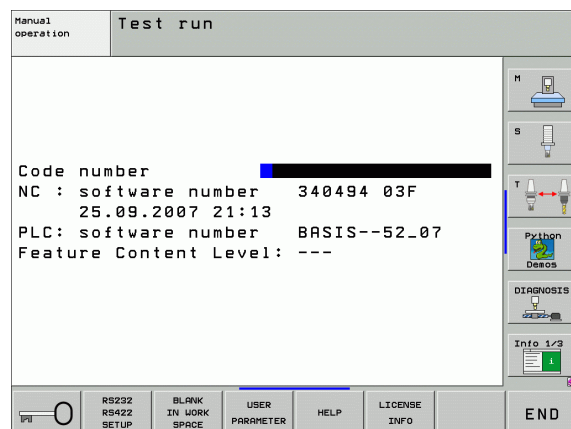 Manual
operation
Test run
M
S
Code number
NC : software number 340494 03F
25.09.2007 21:13
PLC: software number BASIS--52_07
Feature Content Level: ---
T
Python
Demos
DIAGNOSIS
Info 1/3
i
RS232
RS422
SETUP
BLANK
IN WORK
SPACE
USER
PARAMETER
HELP
LICENSE
INFO
END